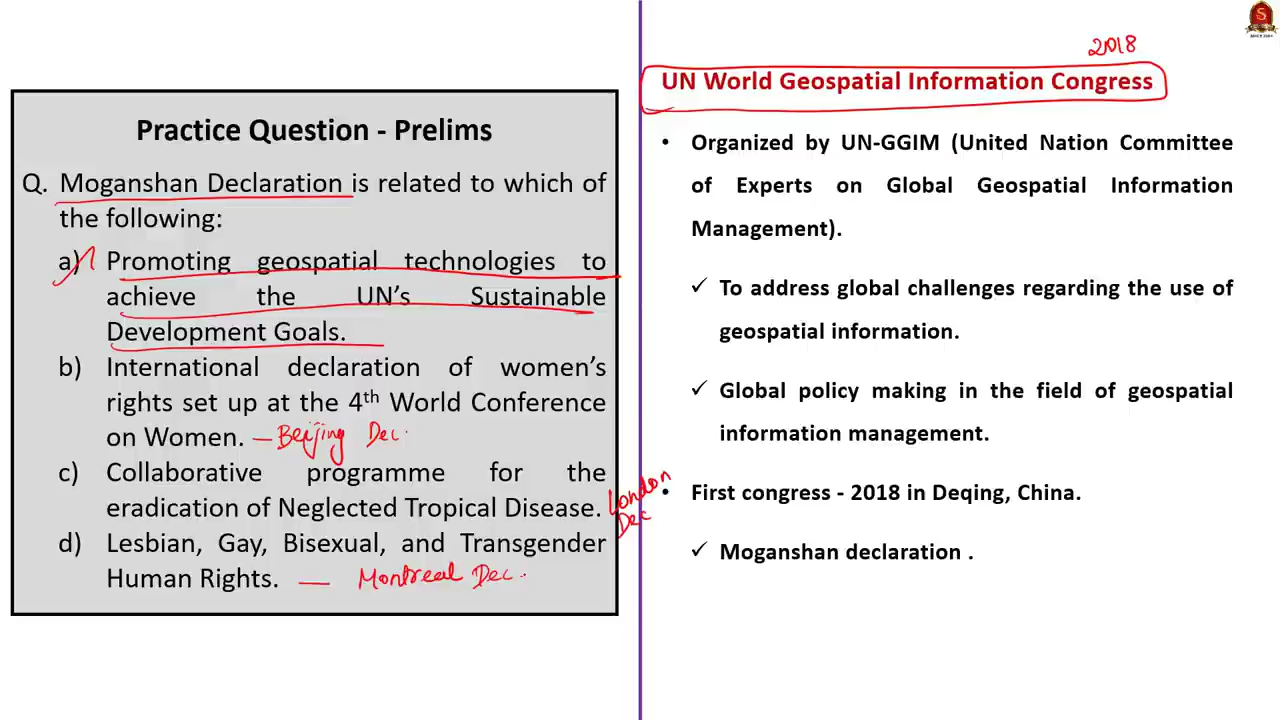 Practice Question - Prelims
Q. Moganshan Declaration is related to which of
the following:
a) Promoting geospatial technologies to
achieve the UN's Sustainable
Development Goals.
b) International declaration of women's
rights set up at the 4th World Conference
on Women. – Beijing Dec.
c) Collaborative programme for the
eradication of Neglected Tropical Disease. London
Dec
d) Lesbian, Gay, Bisexual, and Transgender
Human Rights. — Montreal Dec.
2018
UN World Geospatial Information Congress
• Organized by UN-GGIM (United Nation Committee
of Experts on Global Geospatial Information
Management).
✓ To address global challenges regarding the use of
geospatial information.
✓ Global policy making in the field of geospatial
information management.
• First congress - 2018 in Deqing, China.
✓ Moganshan declaration .